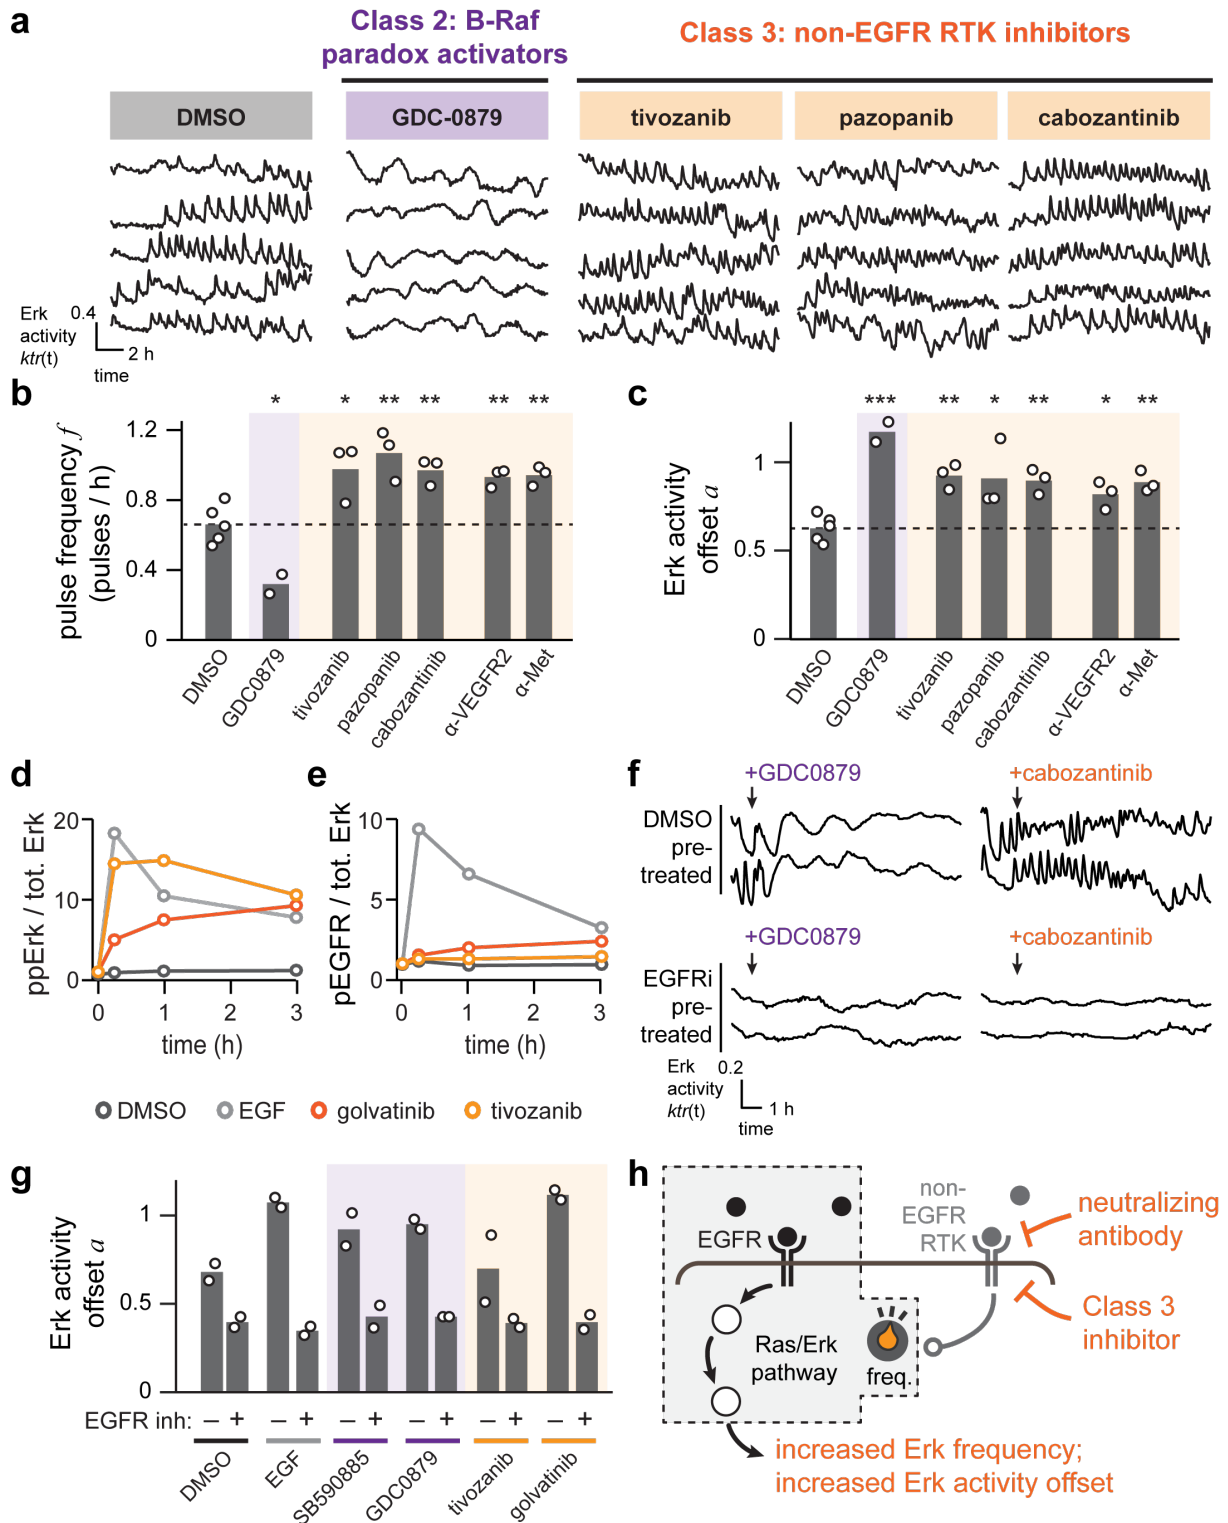 a
Class 2: B-Raf
paradox activators
Class 3: non-EGFR RTK inhibitors
DMSO
GDC-0879
tivozanib
pazopanib
cabozantinib
Erk
activity
ktr(t)
0.4
2 h
time
b
pulse frequency f
(pulses / h)
1.2
0.8
0.4
0
* * ** ** ** **
DMSO
GDC0879
tivozanib
pazopanib
cabozantinib
α-VEGFR2
α-Met
c
Erk activity
offset a
1
0.5
0
*** ** * ** * **
DMSO
GDC0879
tivozanib
pazopanib
cabozantinib
α-VEGFR2
α-Met
d
ppErk / tot. Erk
20
10
0
0 1 2 3
time (h)
e
pEGFR / tot. Erk
10
5
0
0 1 2 3
time (h)
DMSO
EGF
golvatinib
tivozanib
f
+GDC0879
+cabozantinib
DMSO
pre-
treated
+GDC0879
+cabozantinib
EGFRi
pre-
treated
Erk
activity
ktr(t)
0.2
1 h
time
g
Erk activity
offset a
1
0.5
0
EGFR inh: – + – + – + – + – + – +
DMSO
EGF
SB590885
GDC0879
tivozanib
golvatinib
h
EGFR
non-
EGFR
RTK
neutralizing
antibody
Class 3
inhibitor
Ras/Erk
pathway
freq.
increased Erk frequency;
increased Erk activity offset